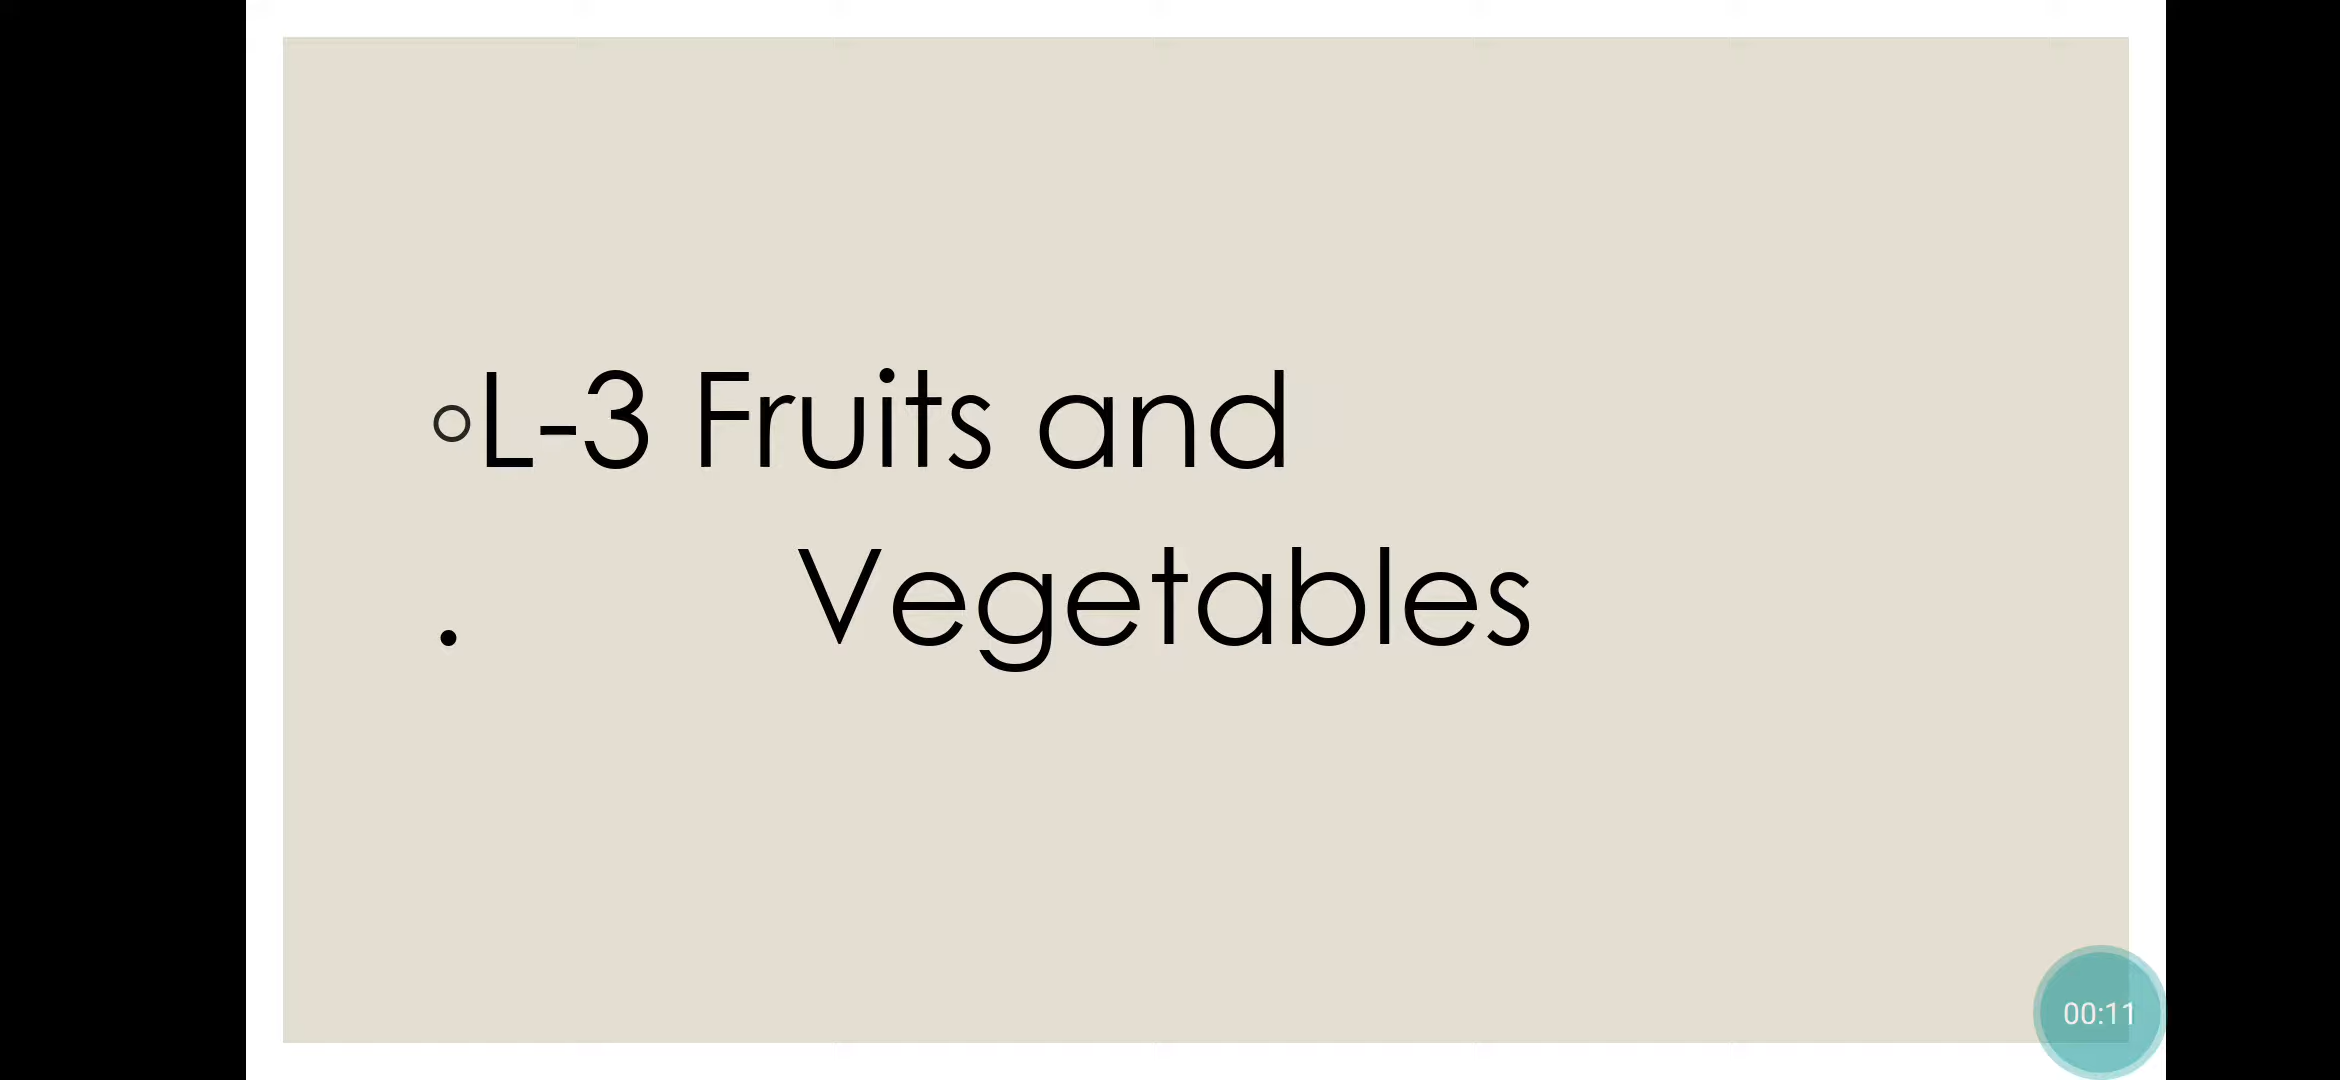 ◦L-3 Fruits and
. Vegetables
00:11